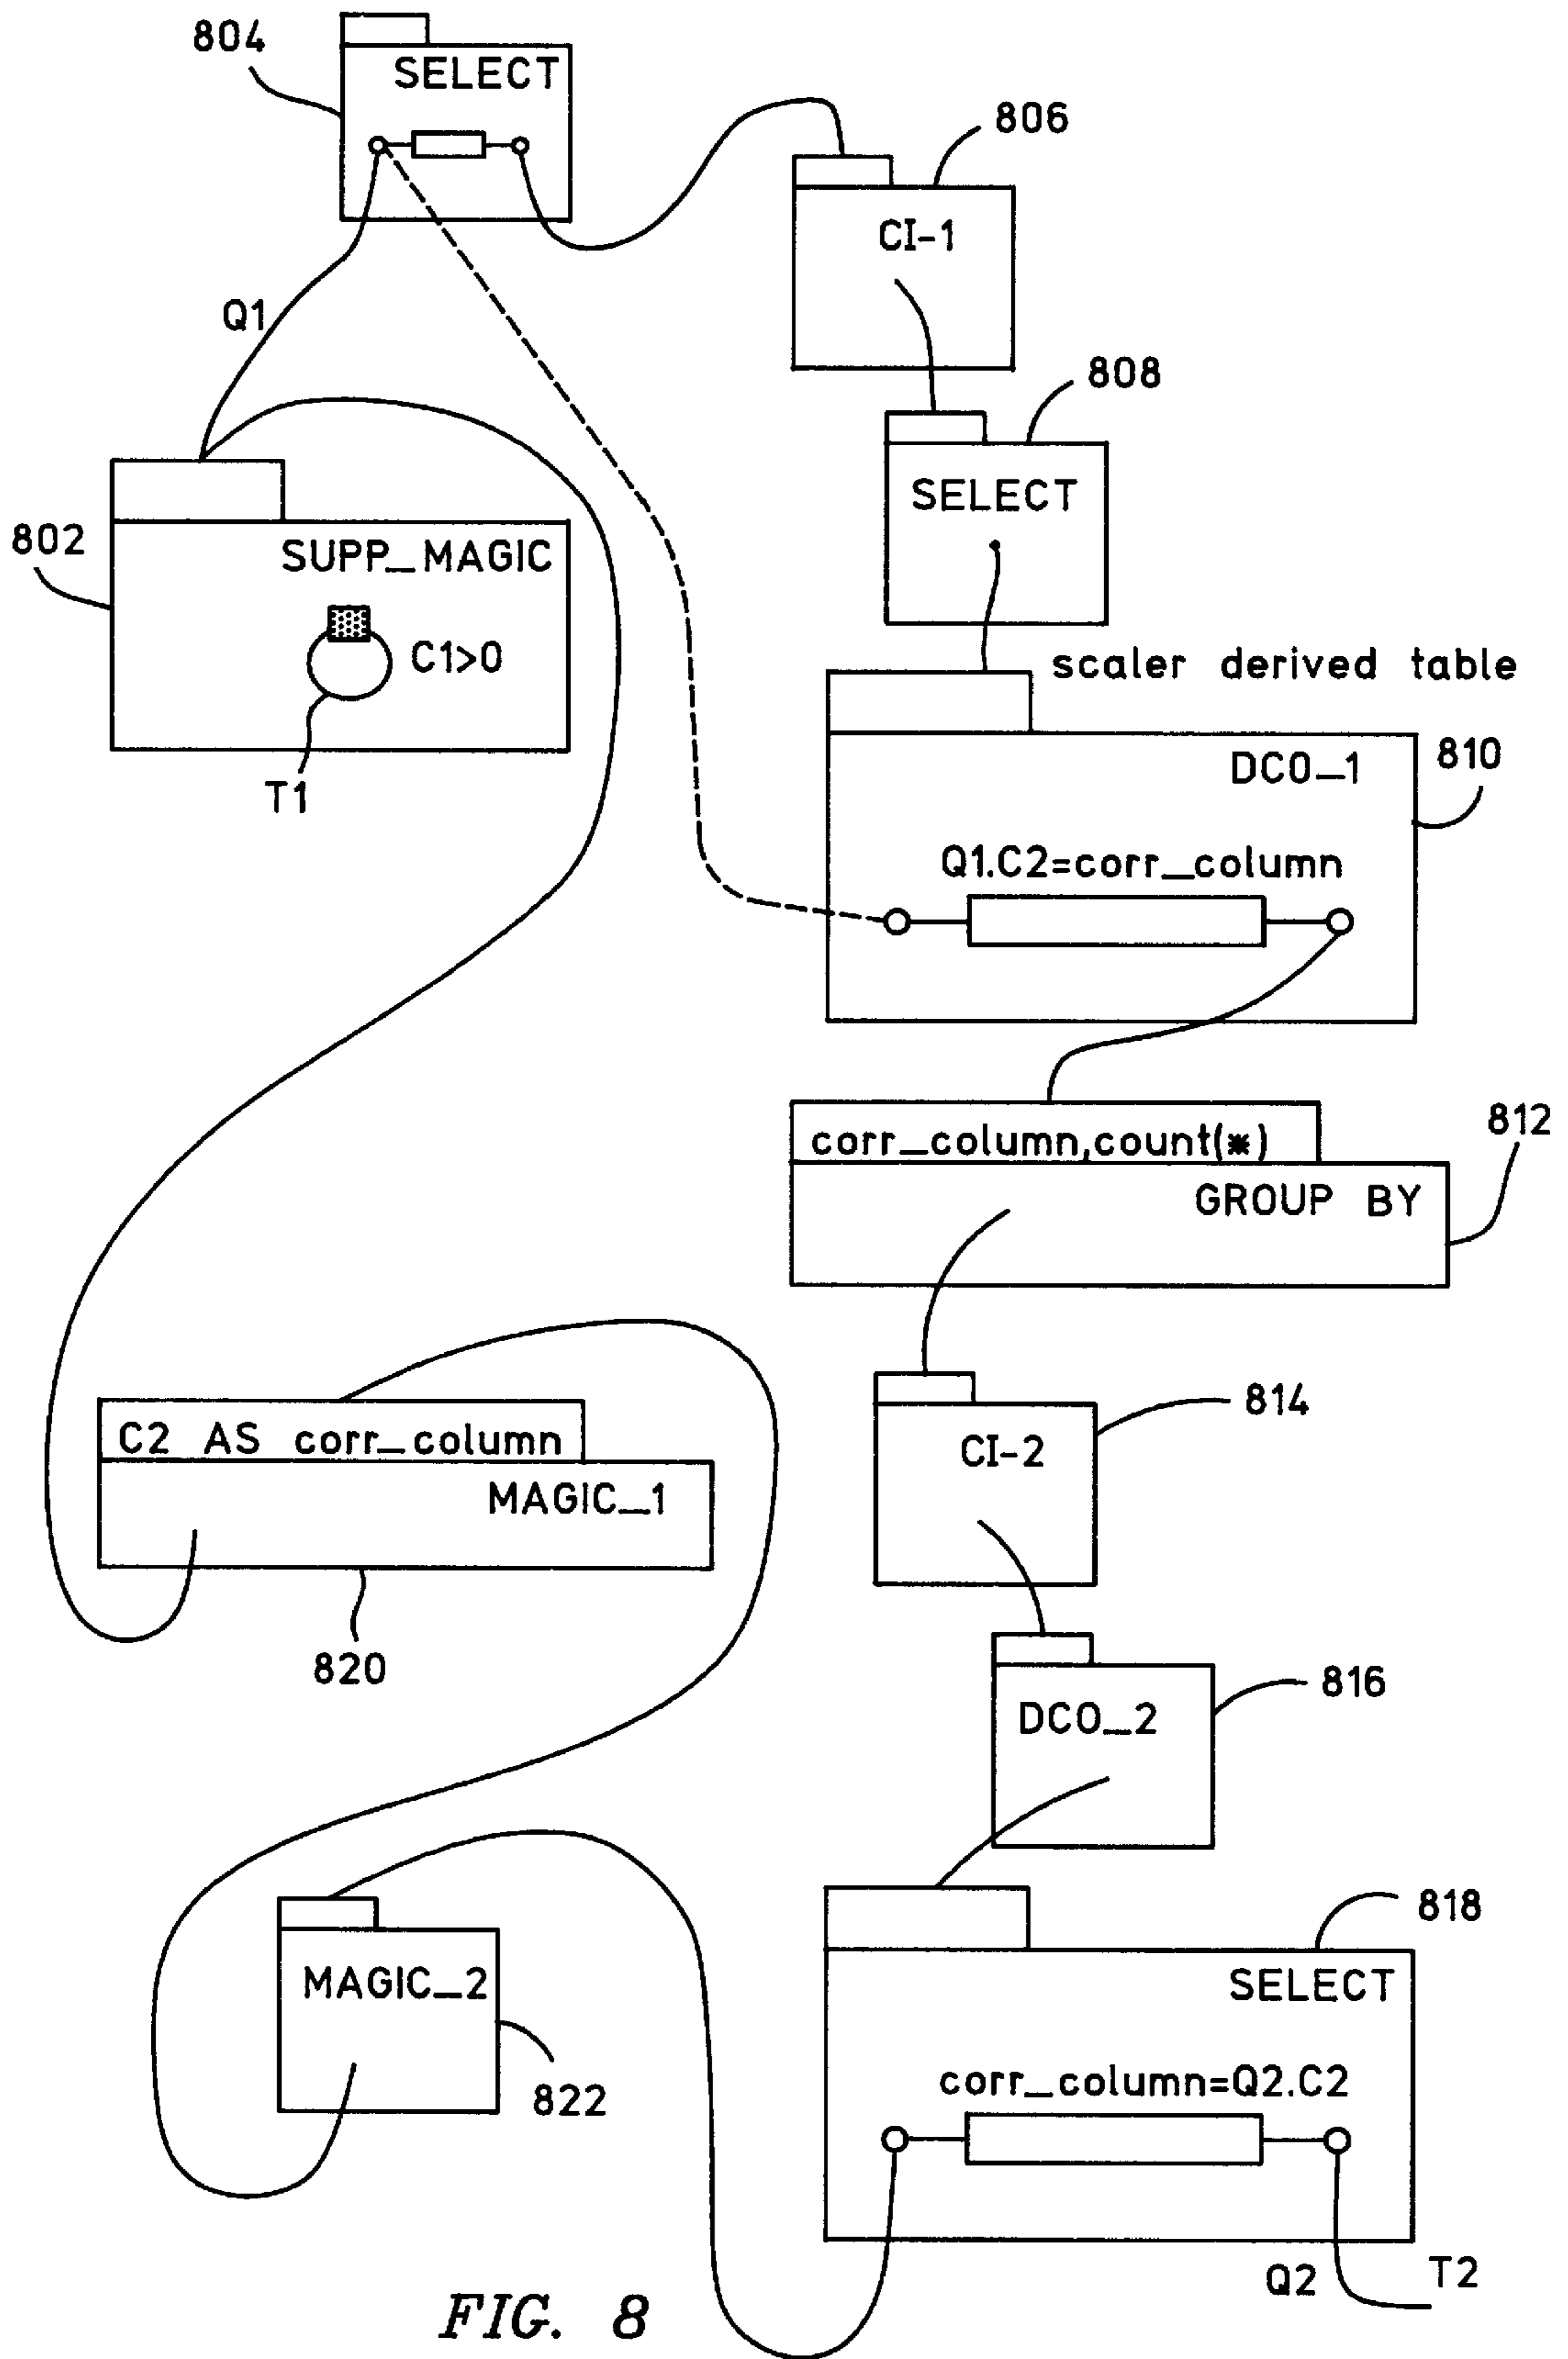 804
SELECT
806
CI-1
Q1
808
SELECT
802
SUPP_MAGIC
C1>0
T1
scaler derived table
810
DCO_1
Q1.C2=corr_column
corr_column,count(*)
812
GROUP BY
814
CI-2
C2 AS corr_column
MAGIC_1
820
816
DCO_2
818
SELECT
MAGIC_2
822
corr_column=Q2.C2
Q2
T2
FIG. 8